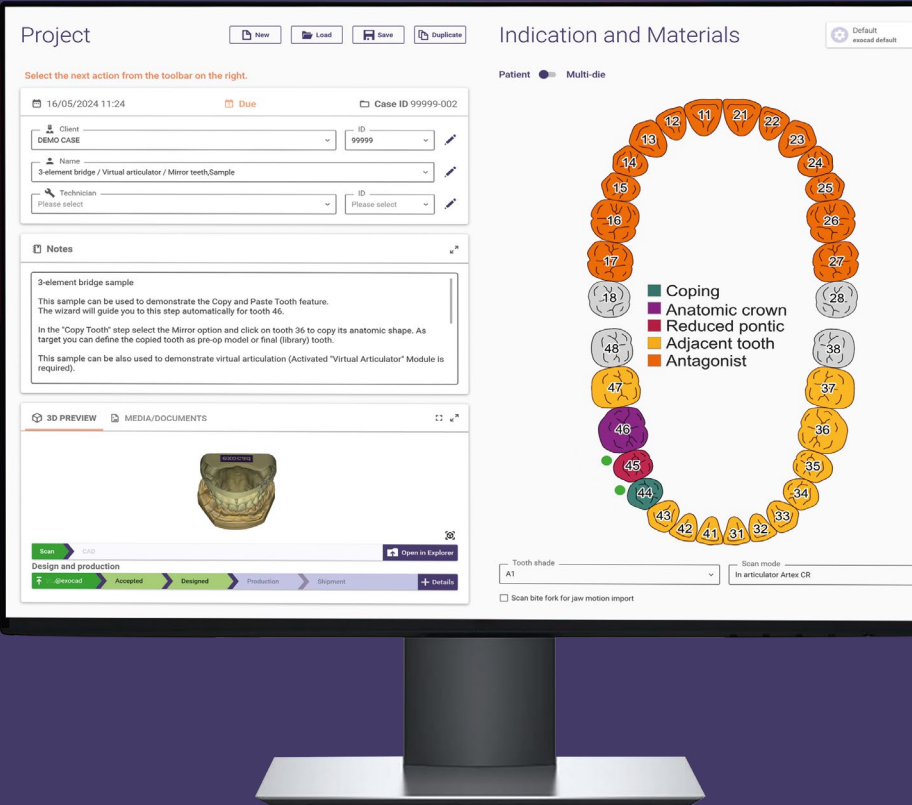 Project
New
Load
Save
Duplicate
Select the next action from the toolbar on the right.
16/05/2024 11:24
Due
Case ID 99999-002
Client
DEMO CASE
ID
99999
Name
3-element bridge / Virtual articulator / Mirror teeth,Sample
Technician
Please select
ID
Please select
Notes
3-element bridge sample
This sample can be used to demonstrate the Copy and Paste Tooth feature.
The wizard will guide you to this step automatically for tooth 46.
In the "Copy Tooth" step select the Mirror option and click on tooth 36 to copy its anatomic shape. As
target you can define the copied tooth as pre-op model or final (library) tooth.
This sample can be also used to demonstrate virtual articulation (Activated "Virtual Articulator" Module is
required).
3D PREVIEW
MEDIA/DOCUMENTS
exocad
Scan
CAD
Open in Explorer
Design and production
@exocad
Accepted
Designed
Production
Shipment
+ Details
Indication and Materials
Default
exocad default
Patient
Multi-die
11
21
12
22
13
23
14
24
15
25
16
26
17
27
18
28
Coping
Anatomic crown
Reduced pontic
Adjacent tooth
Antagonist
48
38
47
37
46
36
45
35
44
34
43
33
42
32
41
31
Tooth shade
A1
Scan mode
In articulator Artex CR
Scan bite fork for jaw motion import